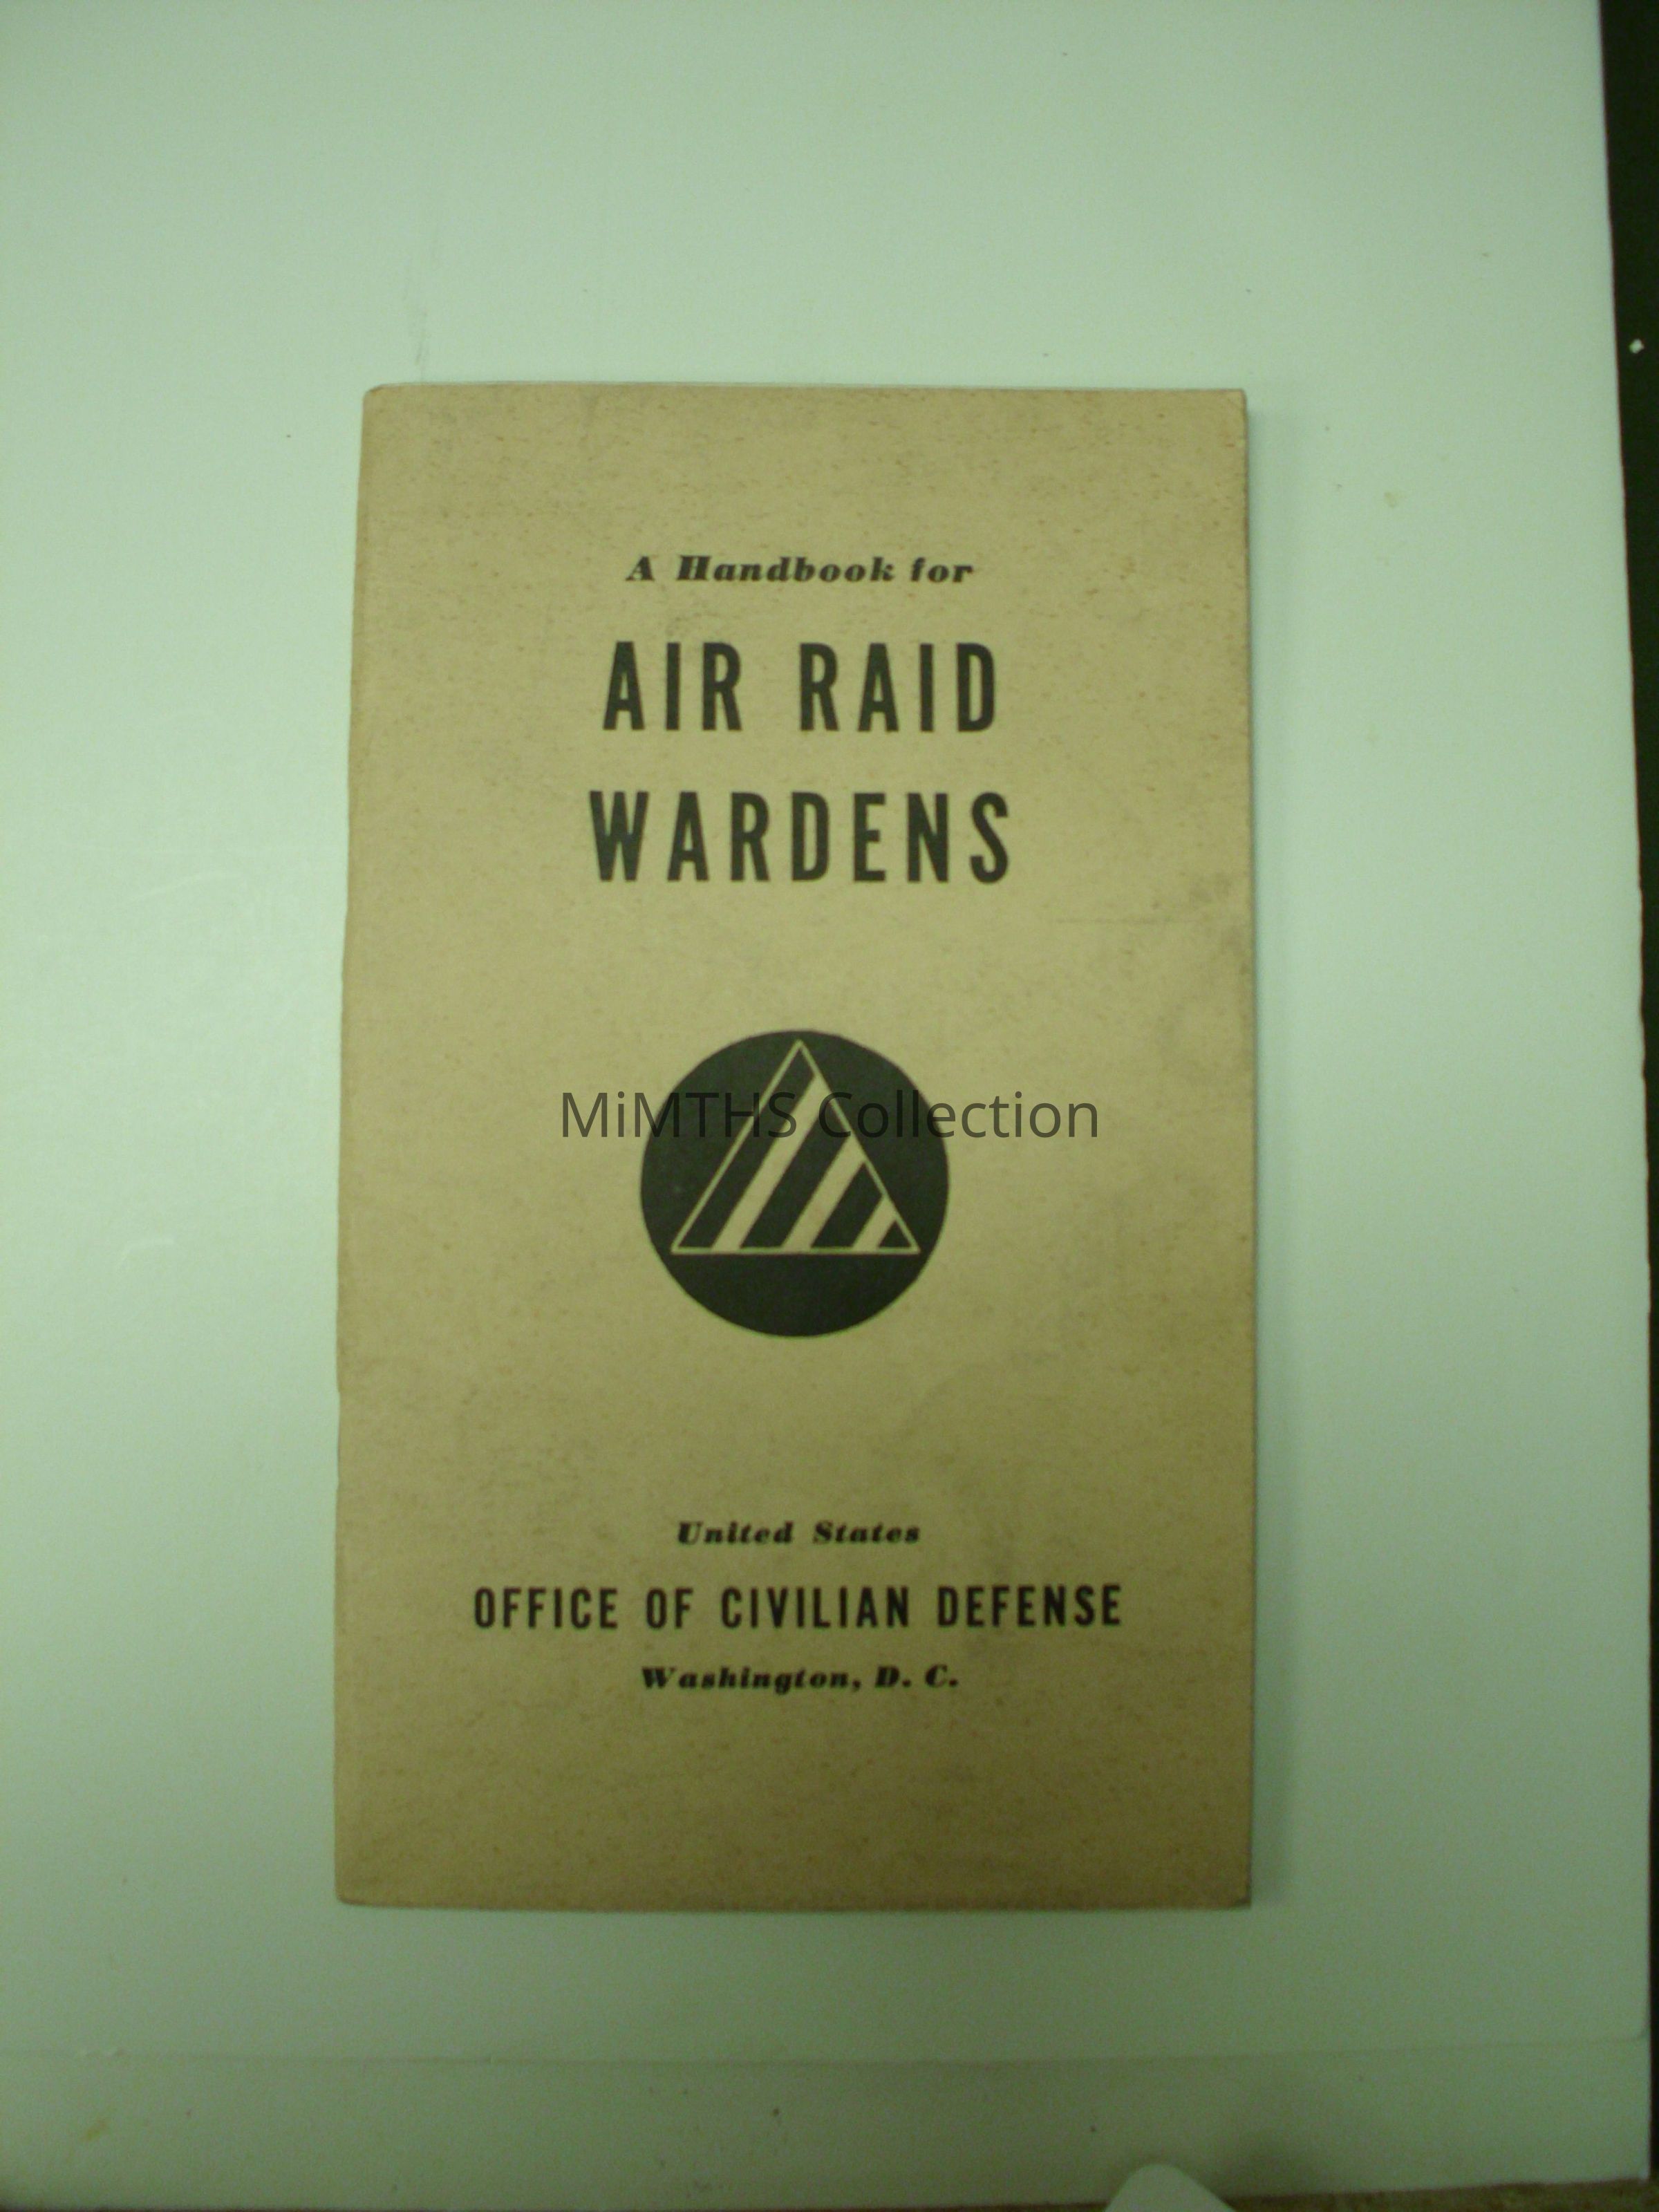 A Handbook for
AIR RAID
WARDENS
MiMTHS Collection
United States
OFFICE OF CIVILIAN DEFENSE
Washington, D. C.